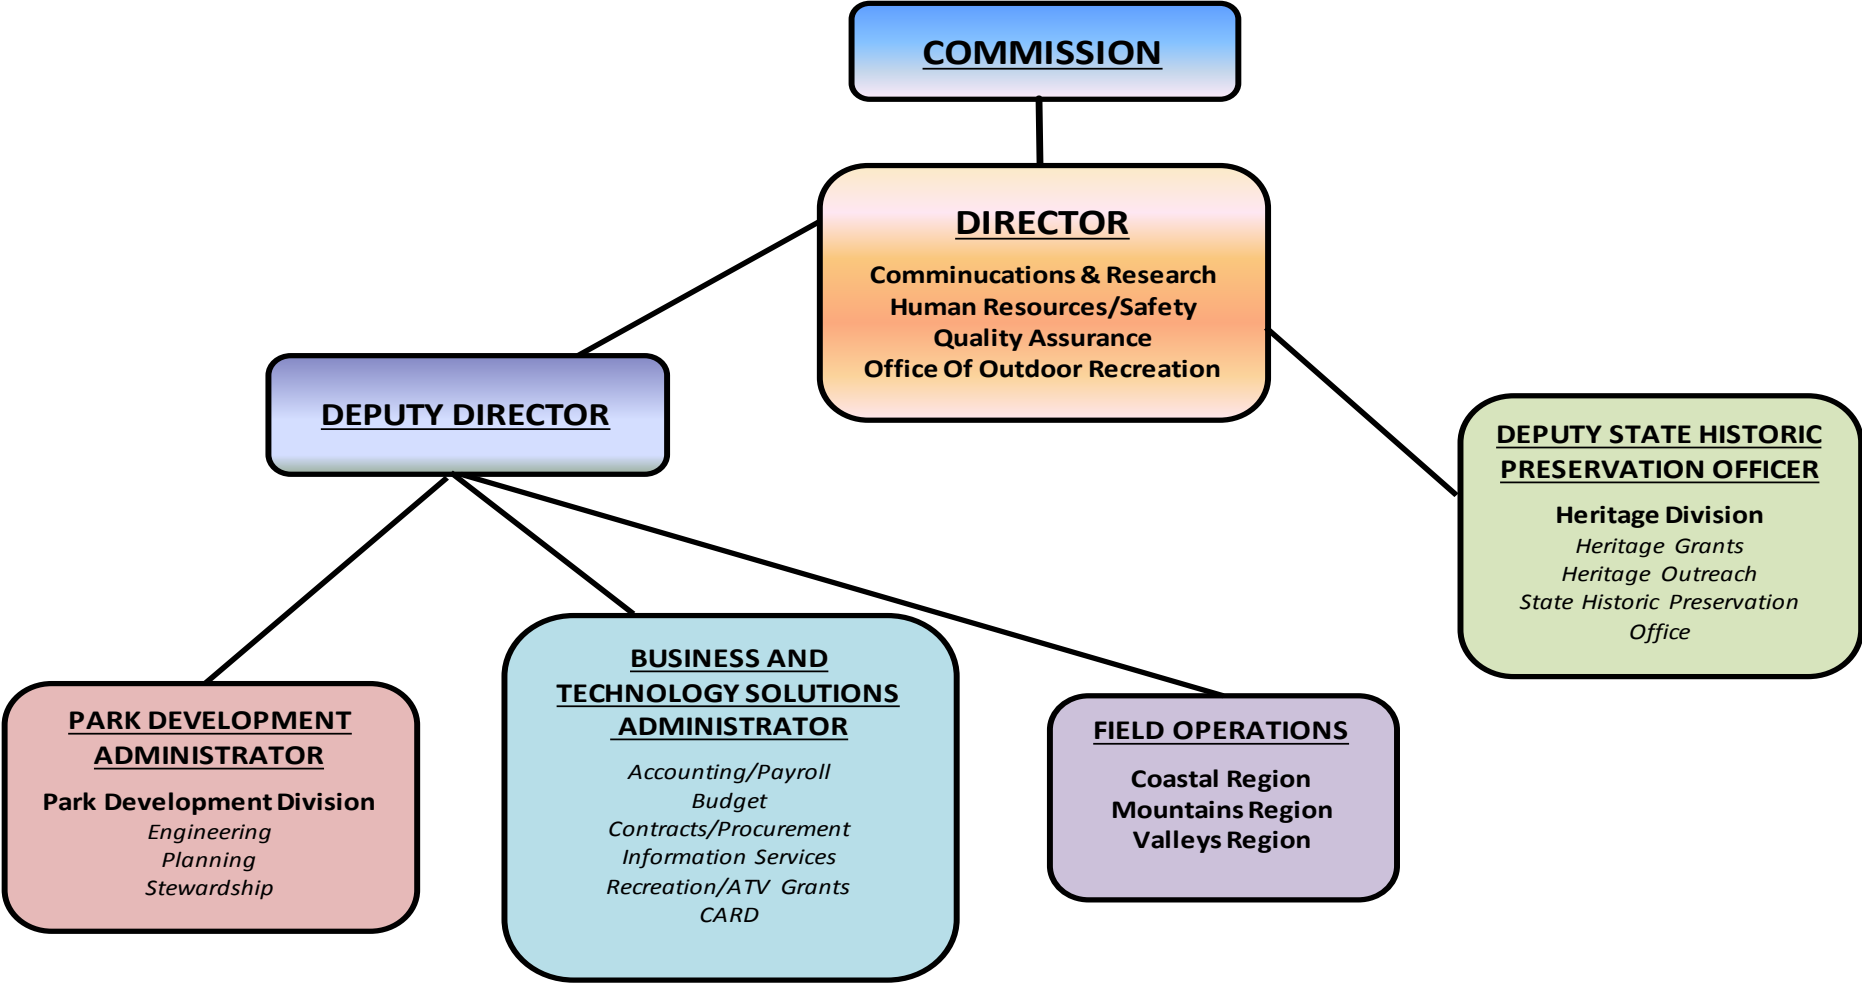 COMMISSION
DIRECTOR
Comminucations & Research
Human Resources/Safety
Quality Assurance
Office Of Outdoor Recreation
DEPUTY DIRECTOR
DEPUTY STATE HISTORIC
PRESERVATION OFFICER
Heritage Division
Heritage Grants
Heritage Outreach
State Historic Preservation
Office
PARK DEVELOPMENT
ADMINISTRATOR
Park Development Division
Engineering
Planning
Stewardship
BUSINESS AND
TECHNOLOGY SOLUTIONS
ADMINISTRATOR
Accounting/Payroll
Budget
Contracts/Procurement
Information Services
Recreation/ATV Grants
CARD
FIELD OPERATIONS
Coastal Region
Mountains Region
Valleys Region